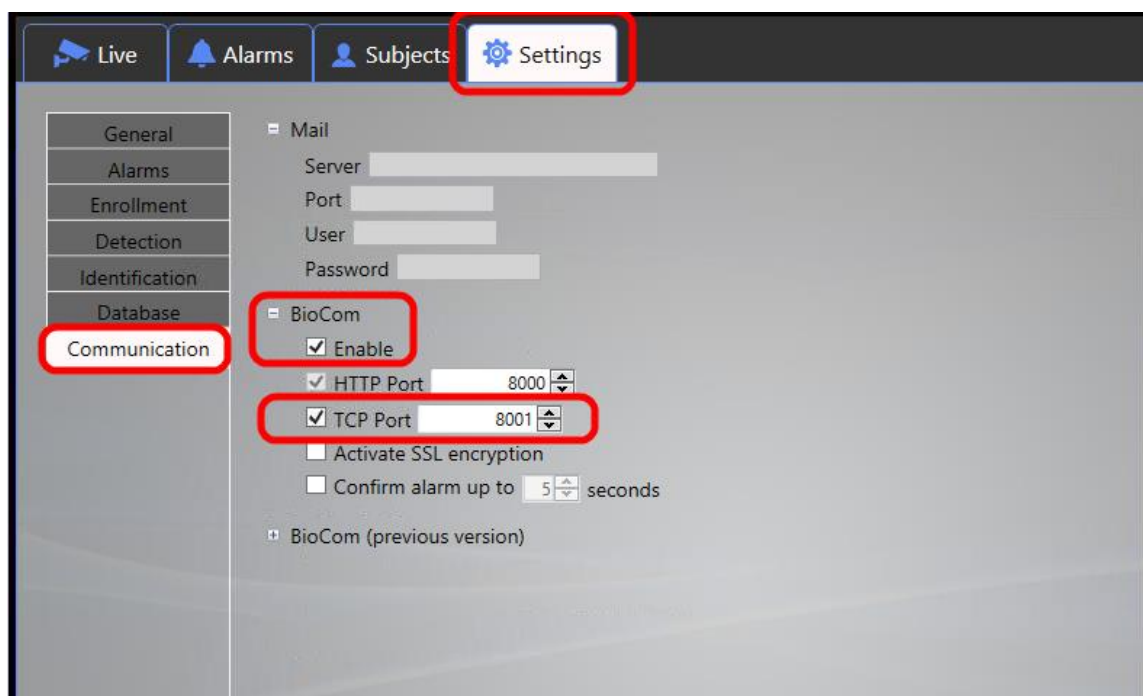 Live Alarms Subjects Settings
General
Alarms
Enrollment
Detection
Identification
Database
Communication
Mail
Server
Port
User
Password
BioCom
Enable
HTTP Port 8000
TCP Port 8001
Activate SSL encryption
Confirm alarm up to 5 seconds
BioCom (previous version)